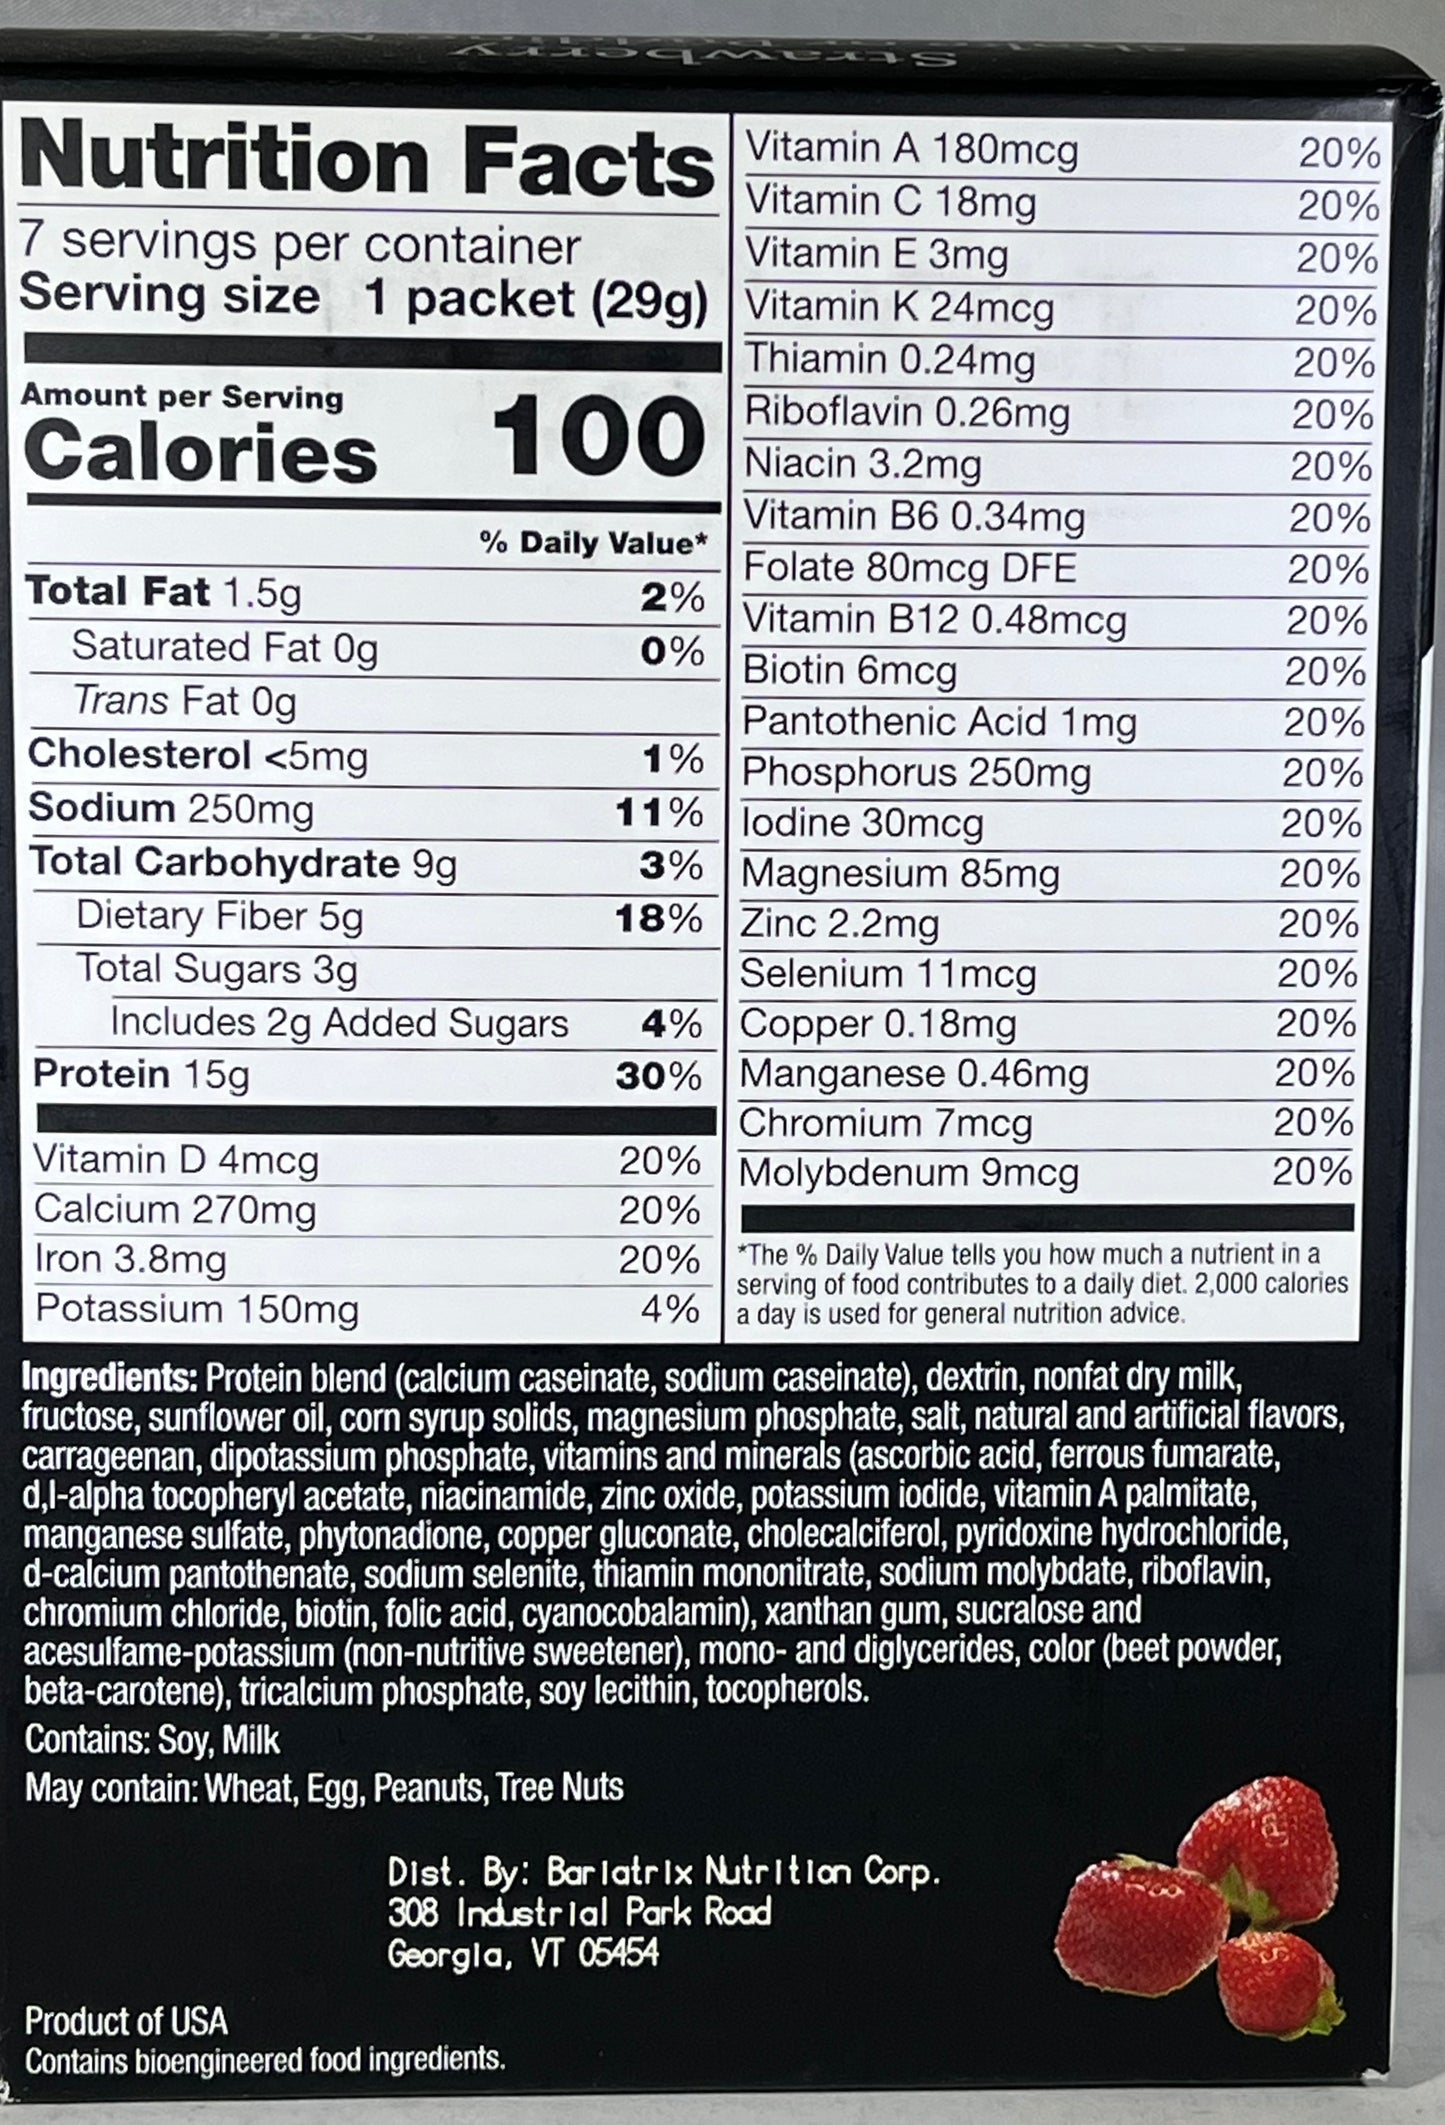 Strawberry
Nutrition Facts
7 servings per container
Serving size 1 packet (29g)
Amount per Serving
Calories 100
% Daily Value*
Total Fat 1.5g 2%
Saturated Fat 0g 0%
Trans Fat 0g
Cholesterol <5mg 1%
Sodium 250mg 11%
Total Carbohydrate 9g 3%
Dietary Fiber 5g 18%
Total Sugars 3g
Includes 2g Added Sugars 4%
Protein 15g 30%
Vitamin D 4mcg 20%
Calcium 270mg 20%
Iron 3.8mg 20%
Potassium 150mg 4%
Vitamin A 180mcg 20%
Vitamin C 18mg 20%
Vitamin E 3mg 20%
Vitamin K 24mcg 20%
Thiamin 0.24mg 20%
Riboflavin 0.26mg 20%
Niacin 3.2mg 20%
Vitamin B6 0.34mg 20%
Folate 80mcg DFE 20%
Vitamin B12 0.48mcg 20%
Biotin 6mcg 20%
Pantothenic Acid 1mg 20%
Phosphorus 250mg 20%
Iodine 30mcg 20%
Magnesium 85mg 20%
Zinc 2.2mg 20%
Selenium 11mcg 20%
Copper 0.18mg 20%
Manganese 0.46mg 20%
Chromium 7mcg 20%
Molybdenum 9mcg 20%
*The % Daily Value tells you how much a nutrient in a
serving of food contributes to a daily diet. 2,000 calories
a day is used for general nutrition advice.
Ingredients: Protein blend (calcium caseinate, sodium caseinate), dextrin, nonfat dry milk,
fructose, sunflower oil, corn syrup solids, magnesium phosphate, salt, natural and artificial flavors,
carrageenan, dipotassium phosphate, vitamins and minerals (ascorbic acid, ferrous fumarate,
d,l-alpha tocopheryl acetate, niacinamide, zinc oxide, potassium iodide, vitamin A palmitate,
manganese sulfate, phytonadione, copper gluconate, cholecalciferol, pyridoxine hydrochloride,
d-calcium pantothenate, sodium selenite, thiamin mononitrate, sodium molybdate, riboflavin,
chromium chloride, biotin, folic acid, cyanocobalamin), xanthan gum, sucralose and
acesulfame-potassium (non-nutritive sweetener), mono- and diglycerides, color (beet powder,
beta-carotene), tricalcium phosphate, soy lecithin, tocopherols.
Contains: Soy, Milk
May contain: Wheat, Egg, Peanuts, Tree Nuts
Dist. By: Bariatrix Nutrition Corp.
308 Industrial Park Road
Georgia, VT 05454
Product of USA
Contains bioengineered food ingredients.